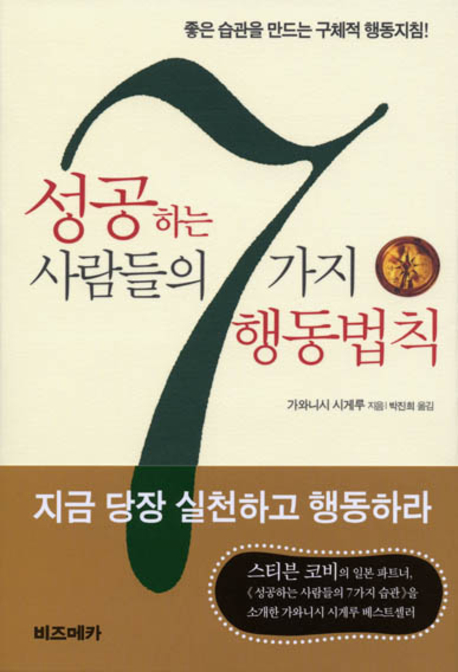 좋은 습관을 만드는 구체적 행동지침!
성공하는
사람들의 7가지
행동법칙
가와니시 시게루 지음 | 박진희 옮김
지금 당장 실천하고 행동하라
스티븐 코비의 일본 파트너,
《성공하는 사람들의 7가지 습관》을
소개한 가와니시 시게루 베스트셀러
비즈메카